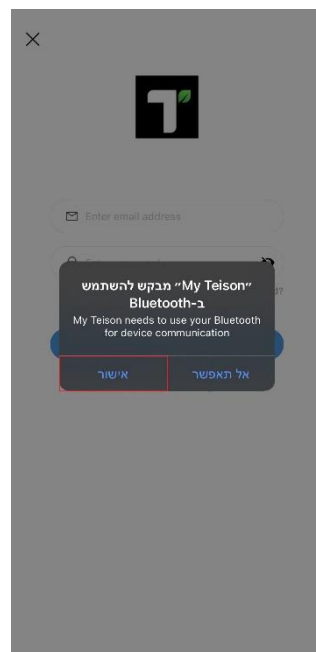 Enter email address
d?
"My Teison" מבקש להשתמש
ב-Bluetooth
My Teison needs to use your Bluetooth
for device communication
אל תאפשר
אישור